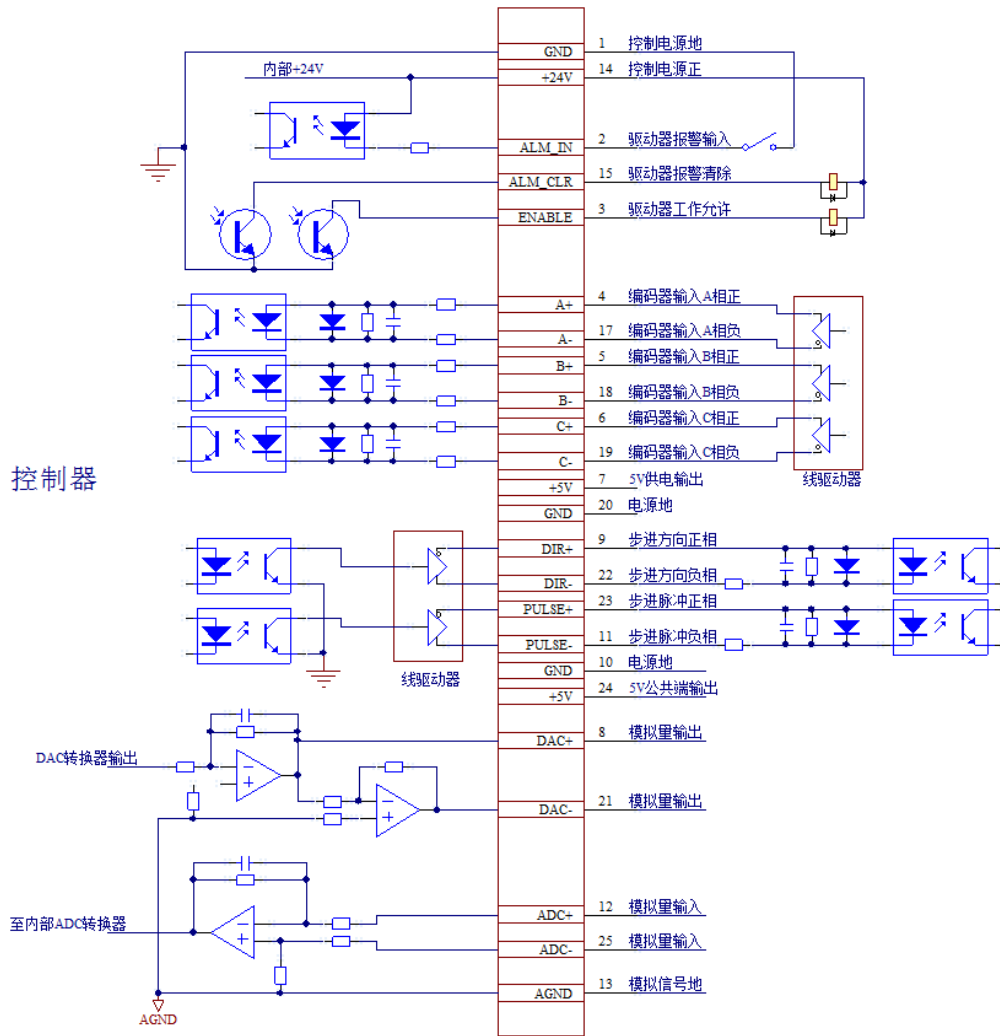 GND 1 控制电源地
内部+24V +24V 14 控制电源正
ALM_IN 2 驱动器报警输入
ALM_CLR 15 驱动器报警清除
ENABLE 3 驱动器工作允许
A+ 4 编码器输入A相正
A- 17 编码器输入A相负
B+ 5 编码器输入B相正
B- 18 编码器输入B相负
C+ 6 编码器输入C相正
C- 19 编码器输入C相负
线驱动器
控制器
+5V 7 5V供电输出
GND 20 电源地
DIR+ 9 步进方向正相
DIR- 22 步进方向负相
PULSE+ 23 步进脉冲正相
PULSE- 11 步进脉冲负相
GND 10 电源地
线驱动器
+5V 24 5V公共端输出
DAC+ 8 模拟量输出
DAC转换器输出
DAC- 21 模拟量输出
ADC+ 12 模拟量输入
至内部ADC转换器
ADC- 25 模拟量输入
AGND 13 模拟信号地
AGND